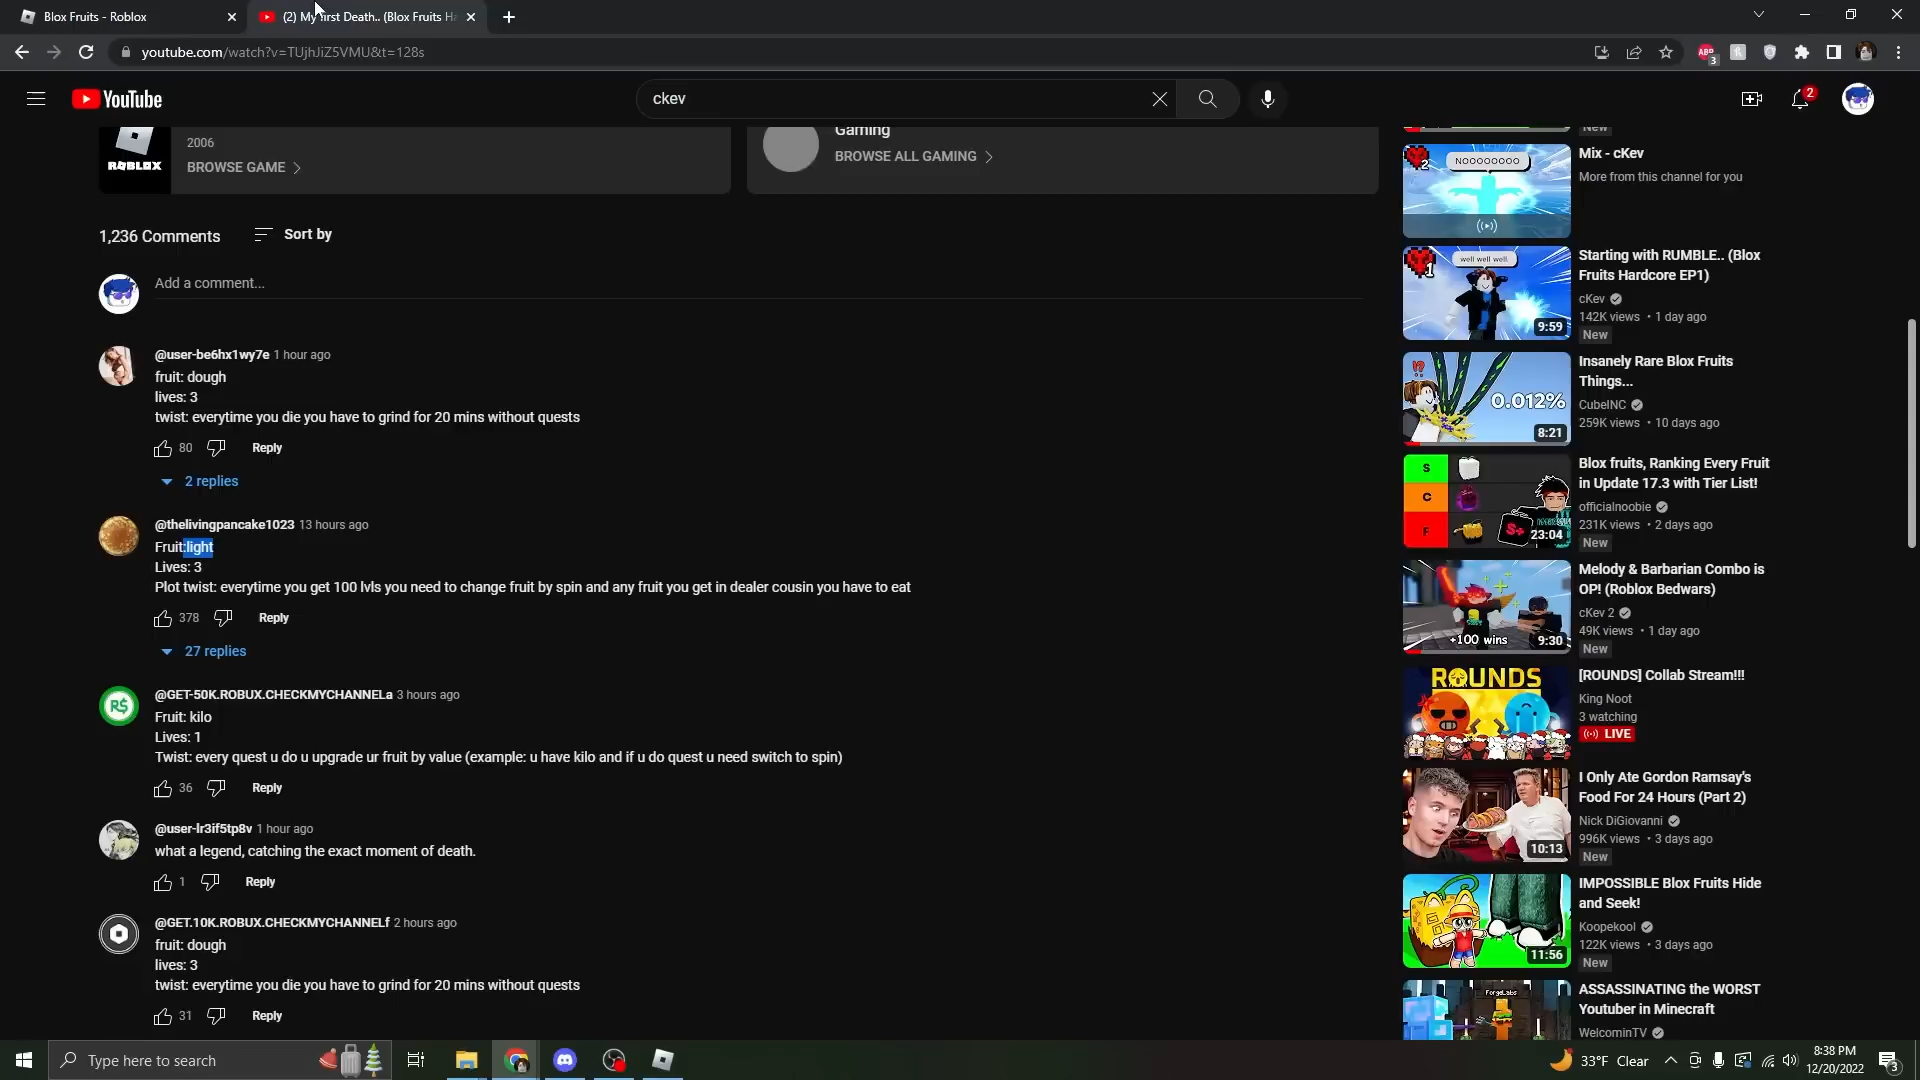 Blox Fruits - Roblox
(2) My first Death.. (Blox Fruits Ha
youtube.com/watch?v=TUjhJiZ5VMU&t=128s
ABP
3
YouTube
ckev
2
ROBLOX
2006
BROWSE GAME
Gaming
BROWSE ALL GAMING
1,236 Comments
Sort by
Add a comment...
@user-be6hx1wy7e 1 hour ago
fruit: dough
lives: 3
twist: everytime you die you have to grind for 20 mins without quests
80
Reply
2 replies
@thelivingpancake1023 13 hours ago
Fruit:light
Lives: 3
Plot twist: everytime you get 100 lvls you need to change fruit by spin and any fruit you get in dealer cousin you have to eat
378
Reply
27 replies
R$
@GET-50K.ROBUX.CHECKMYCHANNELa 3 hours ago
Fruit: kilo
Lives: 1
Twist: every quest u do u upgrade ur fruit by value (example: u have kilo and if u do quest u need switch to spin)
36
Reply
@user-lr3if5tp8v 1 hour ago
what a legend, catching the exact moment of death.
1
Reply
@GET.10K.ROBUX.CHECKMYCHANNELf 2 hours ago
fruit: dough
lives: 3
twist: everytime you die you have to grind for 20 mins without quests
31
Reply
New
2
NOOOOOOOO
Mix - cKev
More from this channel for you
1
well well well.
9:59
Starting with RUMBLE.. (Blox
Fruits Hardcore EP1)
cKev
142K views • 1 day ago
New
!?
0.012%
8:21
Insanely Rare Blox Fruits
Things...
CubeINC
259K views • 10 days ago
S
C
F
S+
23:04
Blox fruits, Ranking Every Fruit
in Update 17.3 with Tier List!
officialnoobie
231K views • 2 days ago
New
+100 wins
9:30
Melody & Barbarian Combo is
OP! (Roblox Bedwars)
cKev 2
49K views • 1 day ago
New
ROUNDS
[ROUNDS] Collab Stream!!!
King Noot
3 watching
LIVE
10:13
I Only Ate Gordon Ramsay's
Food For 24 Hours (Part 2)
Nick DiGiovanni
996K views • 3 days ago
New
11:56
IMPOSSIBLE Blox Fruits Hide
and Seek!
Koopekool
122K views • 3 days ago
New
ForgeLabs
ASSASSINATING the WORST
Youtuber in Minecraft
WelcominTV
Type here to search
33°F Clear
8:38 PM
12/20/2022
3